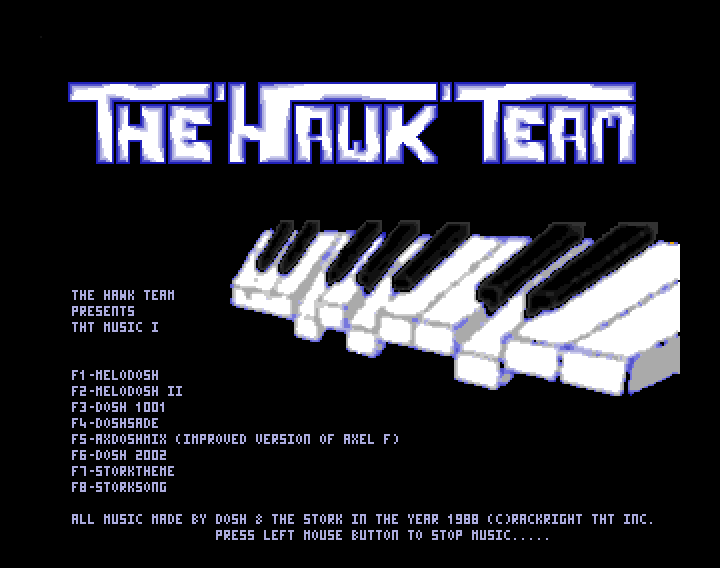 THE 'HAWK' TEAM
THE HAWK TEAM
PRESENTS
THT MUSIC I
F1-MELODOSH
F2-MELODOSH II
F3-DOSH 1001
F4-DOSHSADE
F5-AXDOSHMIX (IMPROVED VERSION OF AXEL F)
F6-DOSH 2002
F7-STORKTHEME
F8-STORKSONG
ALL MUSIC MADE BY DOSH & THE STORK IN THE YEAR 1988 (C)RACKRIGHT THT INC.
PRESS LEFT MOUSE BUTTON TO STOP MUSIC.....